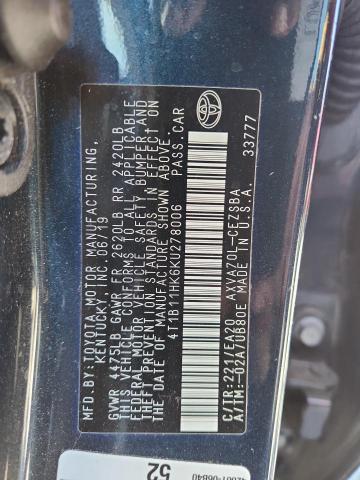 MFD.BY:TOYOTA MOTOR MANUFACTURING,
KENTUCKY,INC. 06/19
GVWR 4435LB GAWR FR 2620LB RR 2420LB
THIS VEHICLE CONFORMS TO ALL APPLICABLE
FEDERAL MOTOR VEHICLE SAFETY,BUMPER,AND
THEFT PREVENTION STANDARDS IN EFFECT ON
THE DATE OF MANUFACTURE SHOWN ABOVE.
4T1B11HK6KU278006 PASS.CAR
C/TR:221/EA20 AXVA70L-CEZSBA
A/TM:-02A/UB80E MADE IN U.S.A.
33777
52